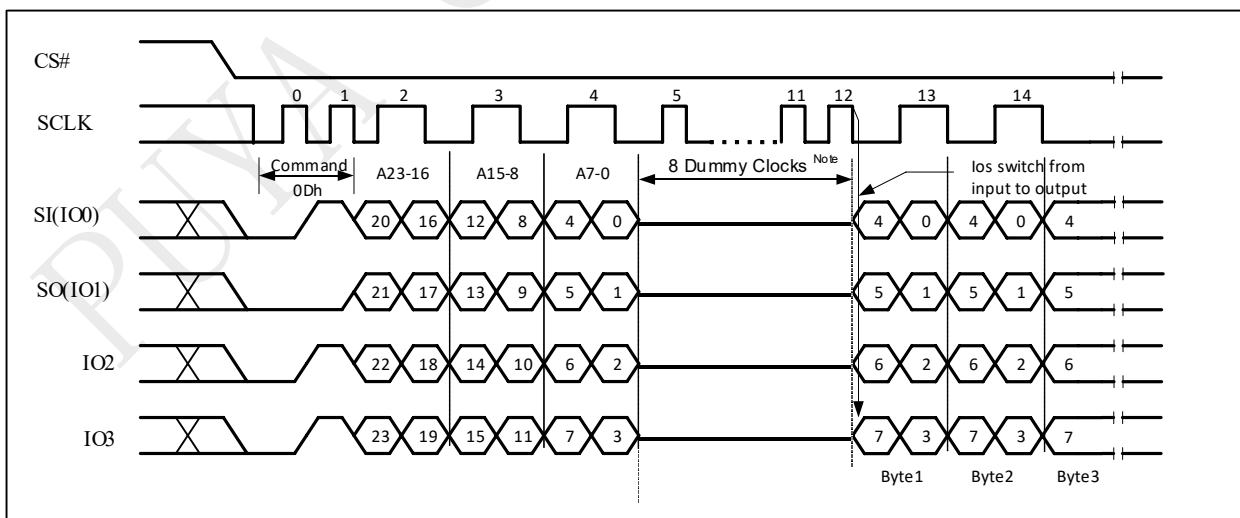 PUYA
CS#
SCLK
0 1 2 3 4 5 11 12 13 14
Command
0Dh
A23-16 A15-8 A7-0
8 Dummy Clocks Note
Ios switch from
input to output
SI(IO0) 20 16 12 8 4 0 4 0 4 0 4
SO(IO1) 21 17 13 9 5 1 5 1 5 1 5
IO2 22 18 14 10 6 2 6 2 6 2 6
IO3 23 19 15 11 7 3 7 3 7 3 7
Byte1 Byte2 Byte3